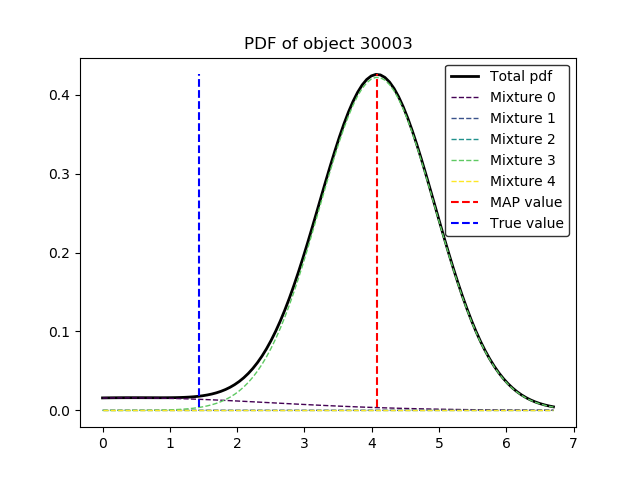 PDF of object 30003
Total pdf
Mixture 0
Mixture 1
Mixture 2
Mixture 3
Mixture 4
MAP value
True value
0.4
0.3
0.2
0.1
0.0
0 1 2 3 4 5 6 7